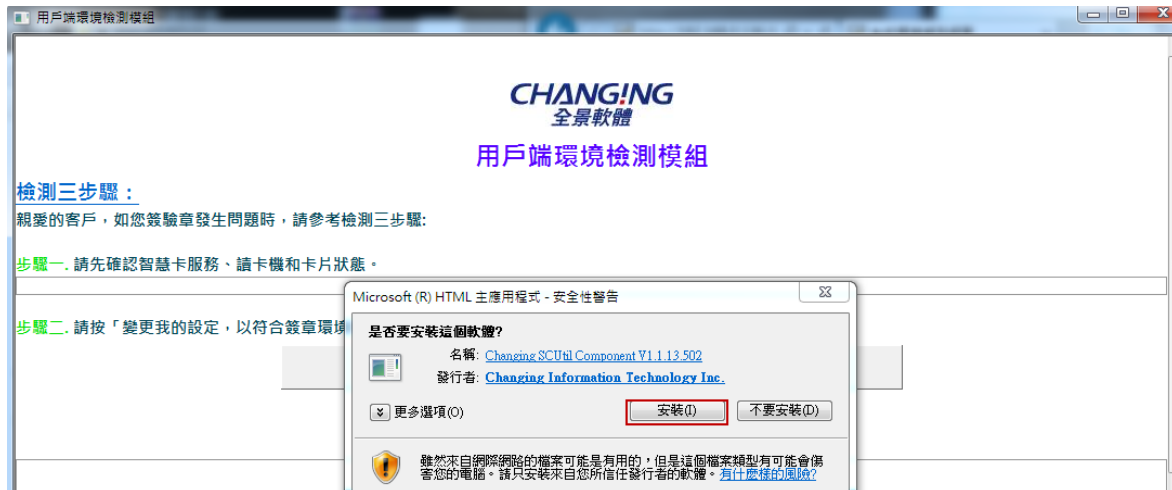 用戶端環境檢測模組
CHANG!NG
全景軟體
用戶端環境檢測模組
檢測三步驟：
親愛的客戶，如您簽驗章發生問題時，請參考檢測三步驟:
步驟一. 請先確認智慧卡服務、讀卡機和卡片狀態。
步驟二. 請按「變更我的設定，以符合簽章環境
Microsoft (R) HTML 主應用程式 - 安全性警告
是否要安裝這個軟體?
名稱: Changing SCUtil Component V1.1.13.502
發行者: Changing Information Technology Inc.
更多選項(O)
安裝(I)
不要安裝(D)
雖然來自網際網路的檔案可能是有用的，但是這個檔案類型有可能會傷
害您的電腦。請只安裝來自您所信任發行者的軟體。有什麼樣的風險?